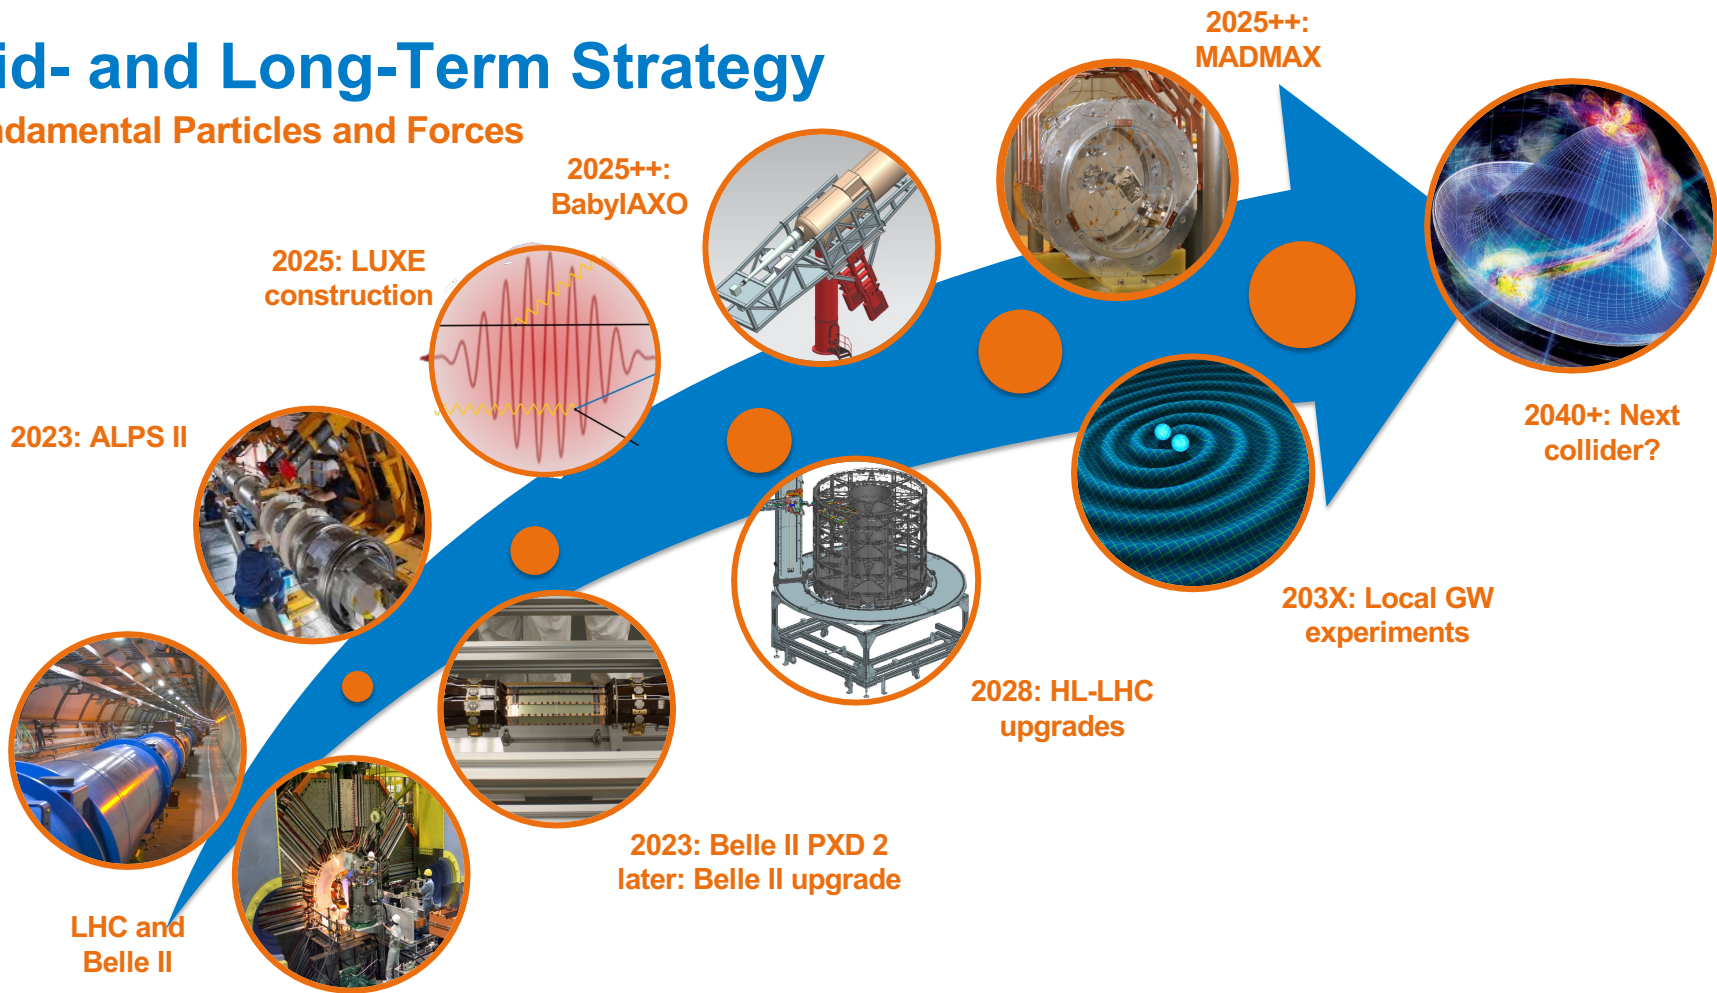 id- and Long-Term Strategy
ndamental Particles and Forces
2025++:
MADMAX
2025++:
BabyIAXO
2025: LUXE
construction
2023: ALPS II
2040+: Next
collider?
203X: Local GW
experiments
2028: HL-LHC
upgrades
2023: Belle II PXD 2
later: Belle II upgrade
LHC and
Belle II